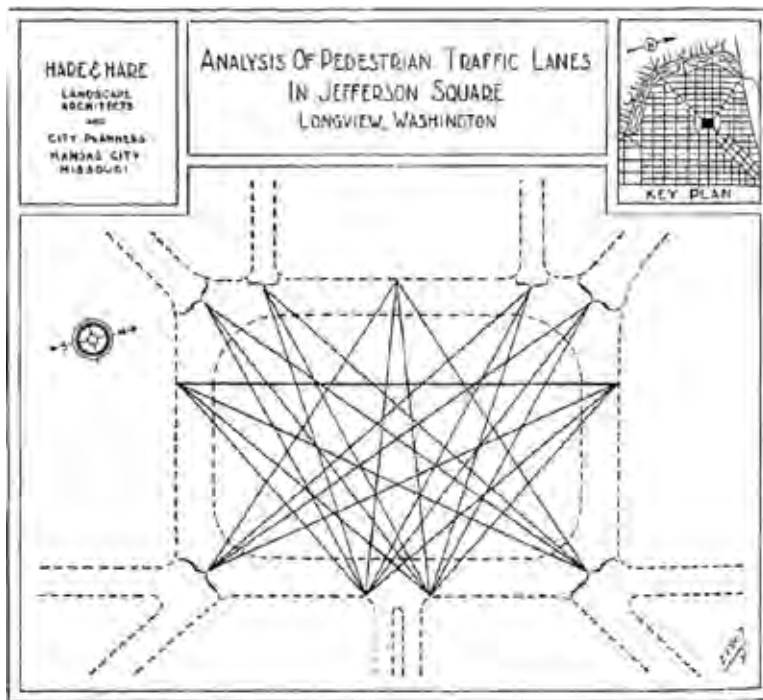 HARE & HARE
LANDSCAPE
ARCHITECTS
AND
CITY PLANNERS
KANSAS CITY
MISSOURI
ANALYSIS OF PEDESTRIAN TRAFFIC LANES
IN JEFFERSON SQUARE
LONGVIEW, WASHINGTON
KEY PLAN